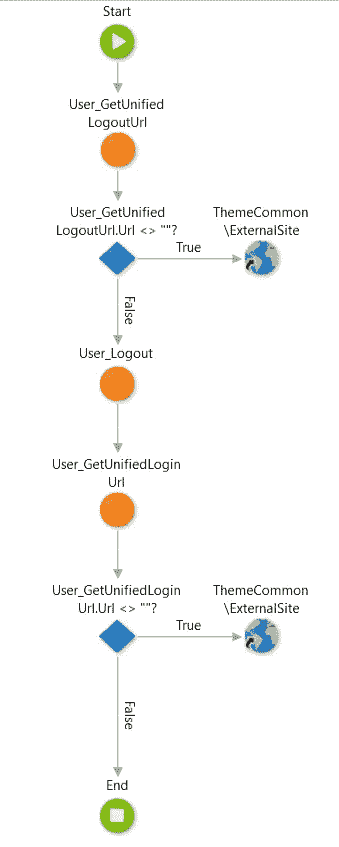 Start
User_GetUnified
LogoutUrl
User_GetUnified
LogoutUrl.Url <> ""?
True
ThemeCommon
\ExternalSite
False
User_Logout
User_GetUnifiedLogin
Url
User_GetUnifiedLogin
Url.Url <> ""?
True
ThemeCommon
\ExternalSite
False
End